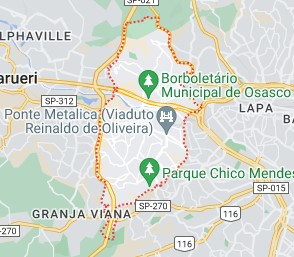 SP-021
LPHAVILLE
arueri
Borboletário
Municipal de Osasco
SP-312
LAPA
Ponte Metalica (Viaduto
Reinaldo de Oliveira)
Parque Chico Mendes
SP-015
GRANJA VIANA
SP-270
116
116
P-270